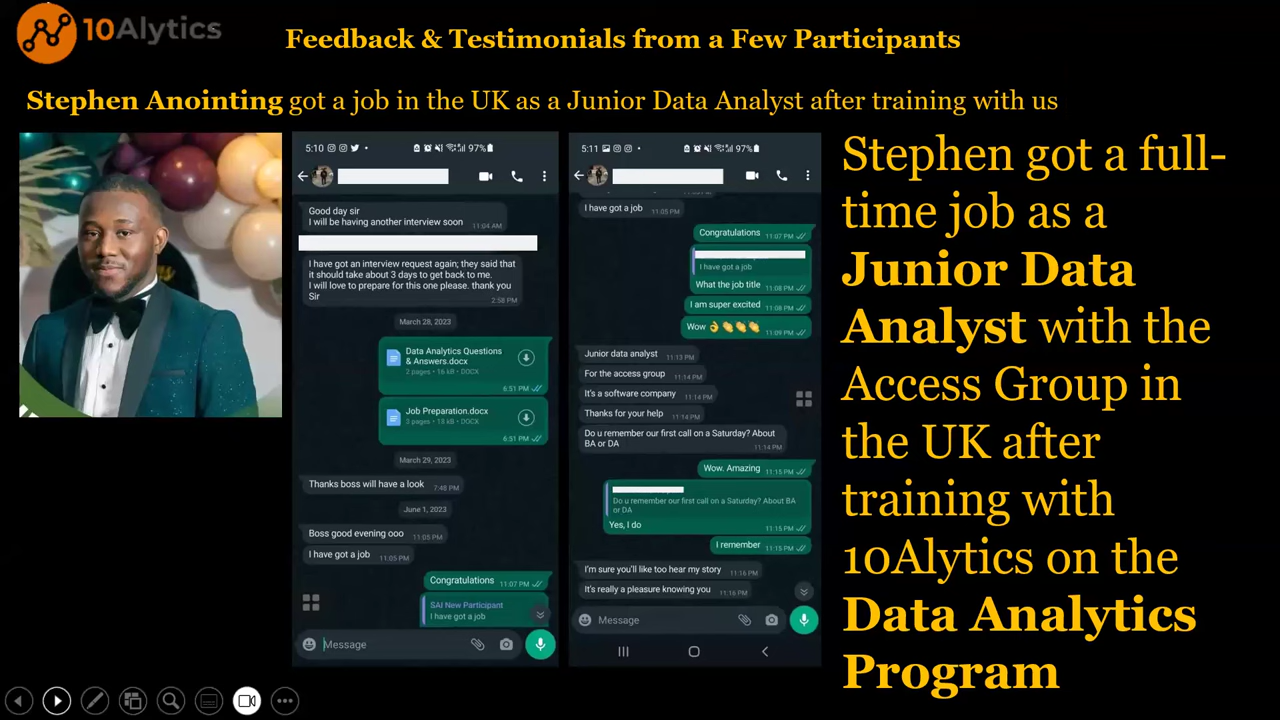 10Alytics
Feedback & Testimonials from a Few Participants
Stephen Anointing got a job in the UK as a Junior Data Analyst after training with us
5:10
97%
Good day sir
I will be having another interview soon
11:04 AM
I have got an interview request again; they said that
it should take about 3 days to get back to me.
I will love to prepare for this one please. thank you
Sir
2:58 PM
March 28, 2023
Data Analytics Questions
& Answers.docx
2 pages • 16 kB • DOCX
6:51 PM
Job Preparation.docx
3 pages • 13 kB • DOCX
6:51 PM
March 29, 2023
Thanks boss will have a look 7:48 PM
June 1, 2023
Boss good evening ooo 11:05 PM
I have got a job 11:05 PM
Congratulations 11:07 PM
SAI New Participant
I have got a job
Message
5:11
97%
I have got a job 11:05 PM
Congratulations 11:07 PM
I have got a job
What the job title 11:08 PM
I am super excited 11:08 PM
Wow 👌👏👏👏 11:09 PM
Junior data analyst 11:13 PM
For the access group 11:14 PM
It's a software company 11:14 PM
Thanks for your help 11:14 PM
Do u remember our first call on a Saturday? About
BA or DA
11:14 PM
Wow. Amazing 11:15 PM
Do u remember our first call on a Saturday? About BA
or DA
Yes, I do 11:15 PM
I remember 11:15 PM
I'm sure you'll like too hear my story 11:16 PM
It's really a pleasure knowing you 11:16 PM
Message
Stephen got a full-
time job as a
Junior Data
Analyst with the
Access Group in
the UK after
training with
10Alytics on the
Data Analytics
Program